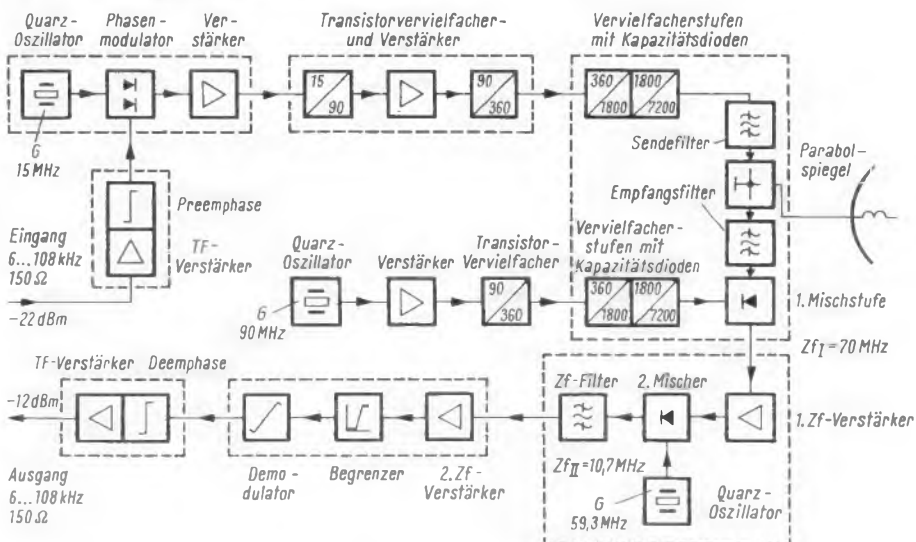 Quarz-
Oszillator
Phasen-
modulator
Ver-
stärker
Transistorvervielfacher-
und Verstärker
Vervielfacherstufen
mit Kapazitätsdioden
15
90
90
360
360
1800
1800
7200
G
15 MHz
Sendefilter
Parabol-
spiegel
Preemphase
Empfangsfilter
Eingang
6...108 kHz
150 Ω
TF-
Verstärker
-22 dBm
Quarz-
Oszillator
Verstärker
Transistor-
Vervielfacher
Vervielfacher-
stufen mit
Kapazitätsdioden
G
90 MHz
90
360
360
1800
1800
7200
1. Mischstufe
ZfI = 70 MHz
TF-Verstärker
Deemphase
Zf-Filter
2. Mischer
-12 dBm
1. Zf-Verstärker
Ausgang
6...108 kHz
150 Ω
Demo-
dulator
Begrenzer
2. Zf-
Verstärker
ZfII = 10,7 MHz
G
59,3 MHz
Quarz-
Oszillator